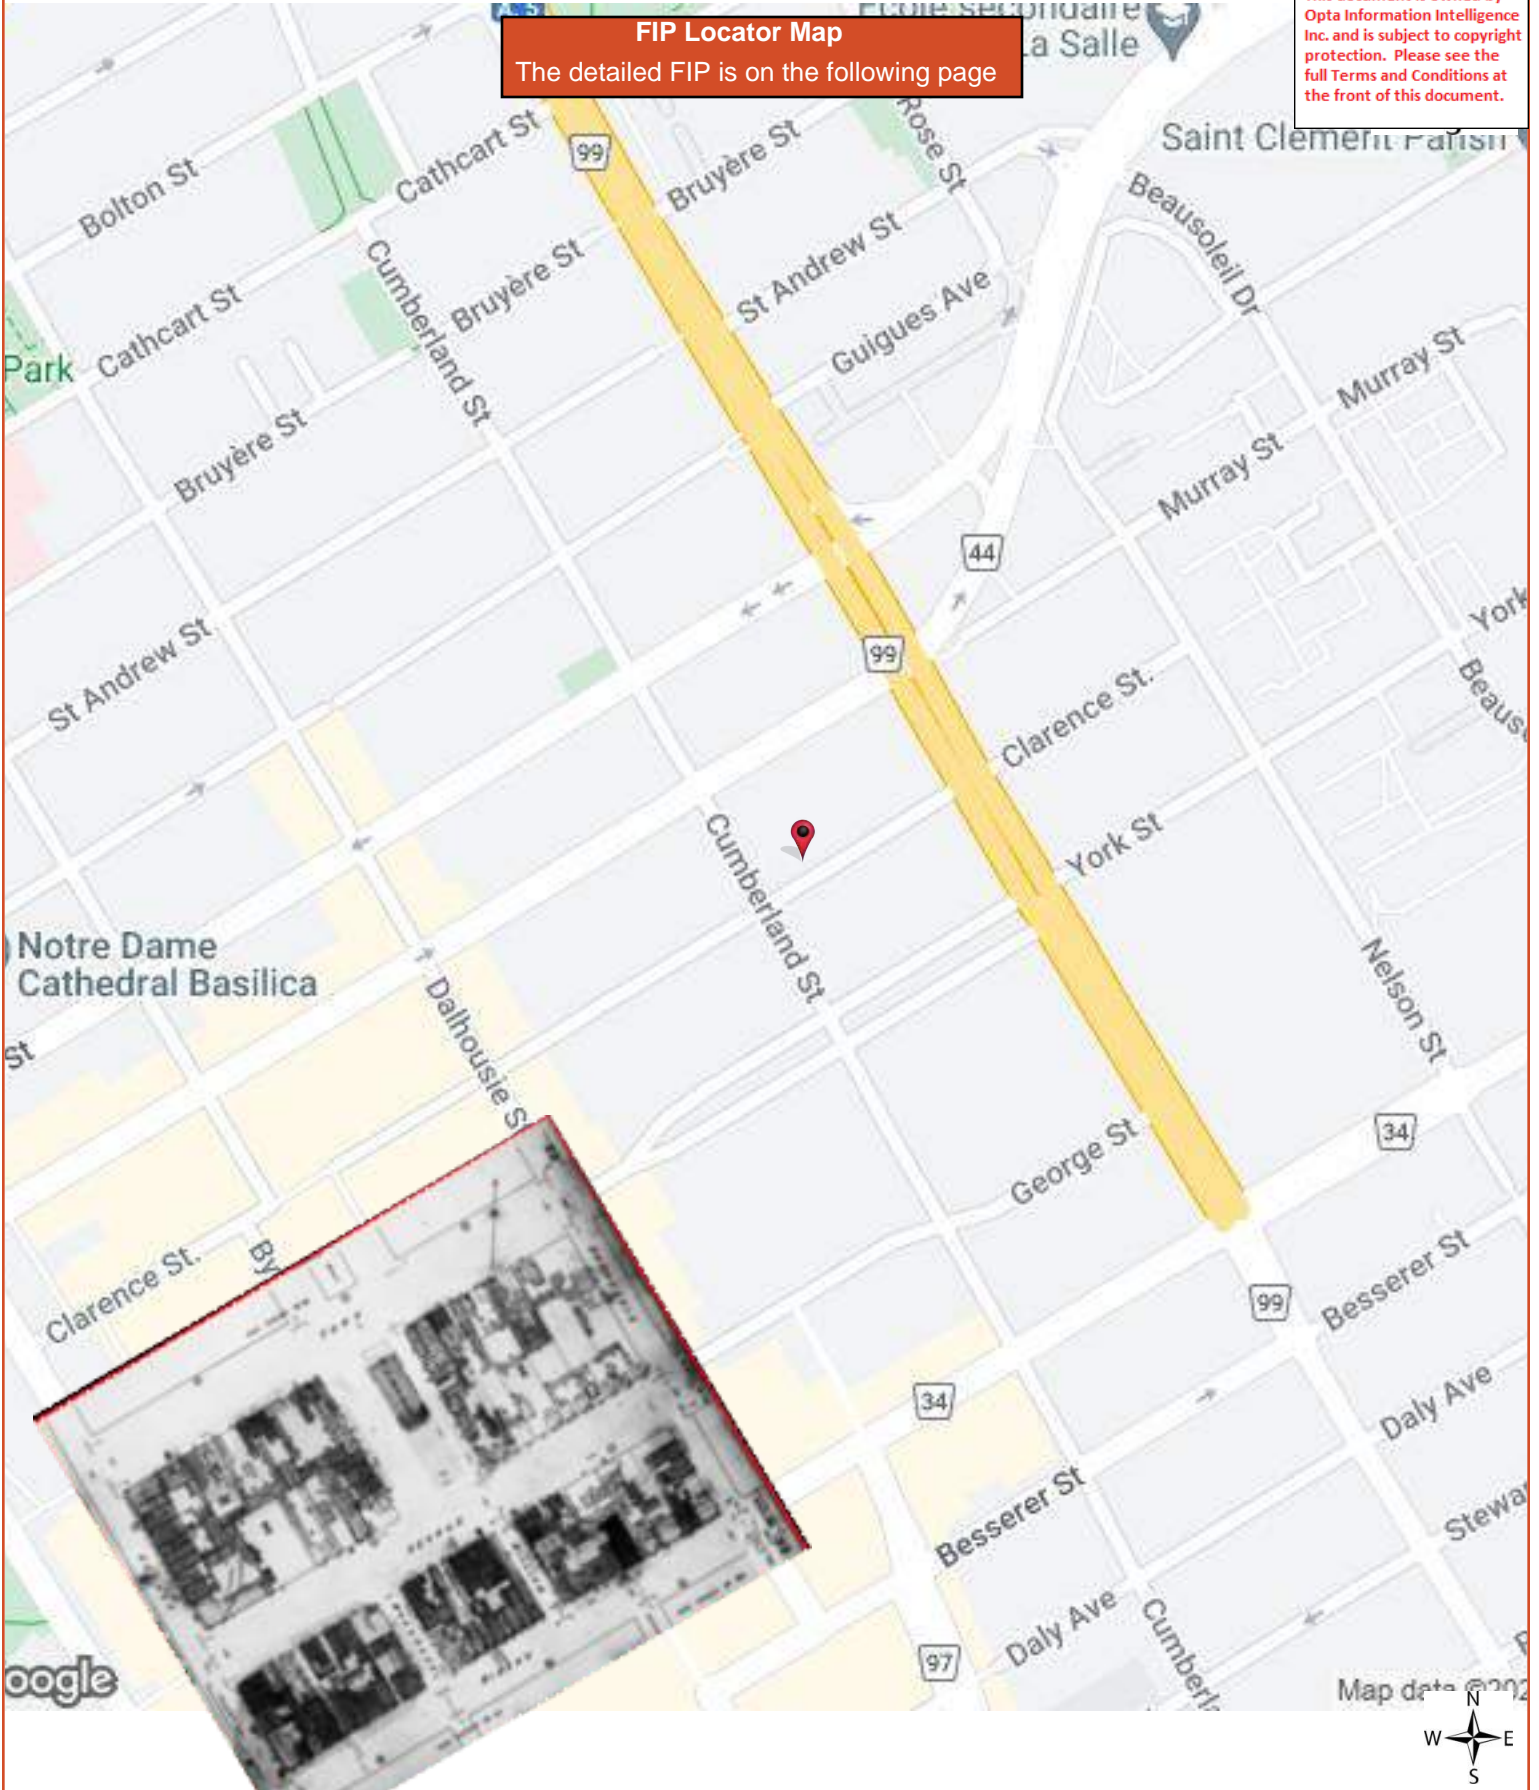 FIP Locator Map
The detailed FIP is on the following page
Opta Information Intelligence
Inc. and is subject to copyright
protection. Please see the
full Terms and Conditions at
the front of this document.
La Salle
Saint Clement Parish
99
Cathcart St
Bolton St
Bruyère St
Rose St
Beausoleil Dr
Cumberland St
Bruyère St
St Andrew St
Guigues Ave
Cathcart St
Park
Murray St
Bruyère St
Murray St
44
York
St Andrew St
99
Clarence St.
Cumberland St
York St
Notre Dame
Cathedral Basilica
Nelson St
Dalhousie St
St
George St
34
Clarence St.
By
Besserer St
99
34
Daly Ave
Besserer St
Daly Ave
97
oogle
Map data ©202
N
W
E
S